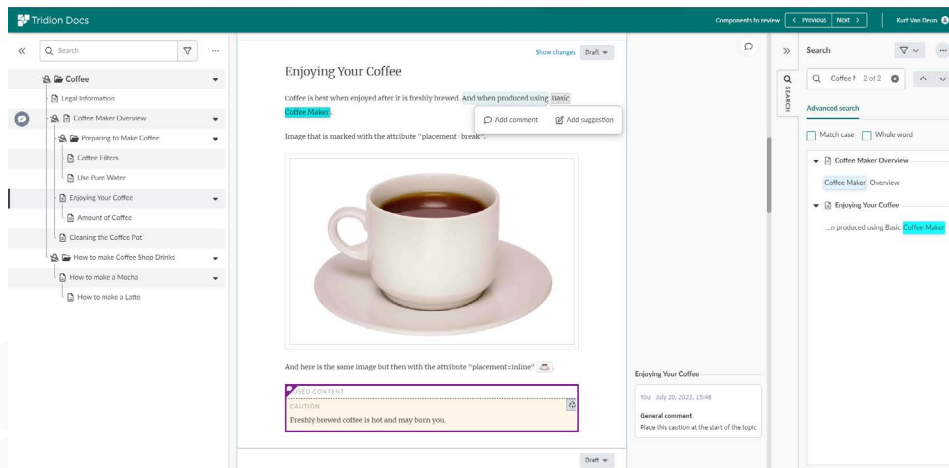 Tridion Docs
Components to review
Previous
Next
Kurt Van Deun
Search
Coffee
Legal Information
Coffee Maker Overview
Preparing to Make Coffee
Coffee Filters
Use Pure Water
Enjoying Your Coffee
Amount of Coffee
Cleaning the Coffee Pot
How to make Coffee Shop Drinks
How to make a Mocha
How to make a Latte
Show changes
Draft
Enjoying Your Coffee
Coffee is best when enjoyed after it is freshly brewed. And when produced using Basic
Coffee Maker.
Add comment
Add suggestion
Image that is marked with the attribute "placement=break".
And here is the same image but then with the attribute "placement=inline"
USED CONTENT
CAUTION
Freshly brewed coffee is hot and may burn you.
Draft
Enjoying Your Coffee
You · July 20, 2023, 15:46
General comment
Place this caution at the start of the topic
SEARCH
Search
Coffee
2 of 2
Advanced search
Match case
Whole word
Coffee Maker Overview
Coffee Maker Overview
Enjoying Your Coffee
...n produced using Basic Coffee Maker